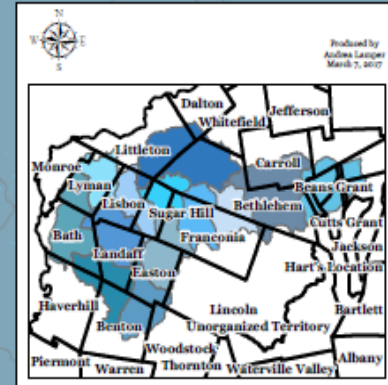 N
W E
S
Produced by
Andrea Lamper
March 7, 2017
Dalton
Whitefield
Jefferson
Littleton
Monroe
Carroll
Lyman
Beans Grant
Lisbon
Sugar Hill
Bethlehem
Cutts Grant
Bath
Franconia
Jackson
Landaff
Hart's Location
Easton
Haverhill
Lincoln
Bartlett
Benton
Unorganized Territory
Woodstock
Piermont
Warren
Thornton
Waterville Valley
Albany